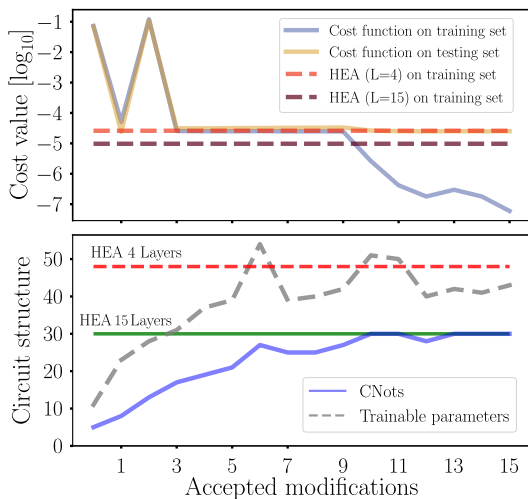 Cost value [log₁₀]
−1
−2
−3
−4
−5
−6
−7
Cost function on training set
Cost function on testing set
HEA (L=4) on training set
HEA (L=15) on training set
Circuit structure
50
40
30
20
10
0
HEA 4 Layers
HEA 15 Layers
CNots
Trainable parameters
1 3 5 7 9 11 13 15
Accepted modifications